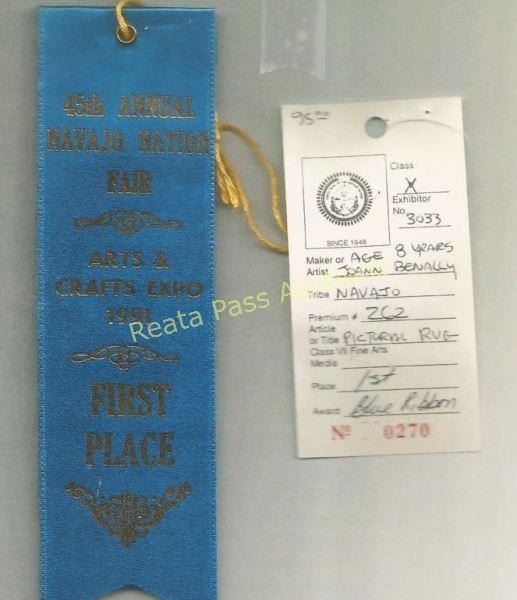 45th ANNUAL
NAVAJO NATION
FAIR
ARTS &
CRAFTS EXPO
1991
FIRST
PLACE
Reata Pass
95.00
Class
X
Exhibitor
No. 3033
SINCE 1946
Maker or AGE 8 YEARS
Artist JOANN BENALLY
Tribe NAVAJO
Premium # 262
Article
or Title PICTORIAL RUG
Class VII Fine Arts
Media
Place 1st
Award Blue Ribbon
No 0270